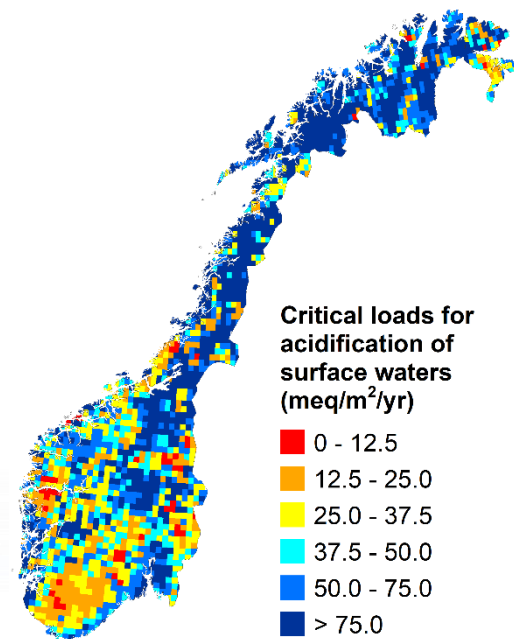 Critical loads for
acidification of
surface waters
(meq/m²/yr)
0 - 12.5
12.5 - 25.0
25.0 - 37.5
37.5 - 50.0
50.0 - 75.0
> 75.0